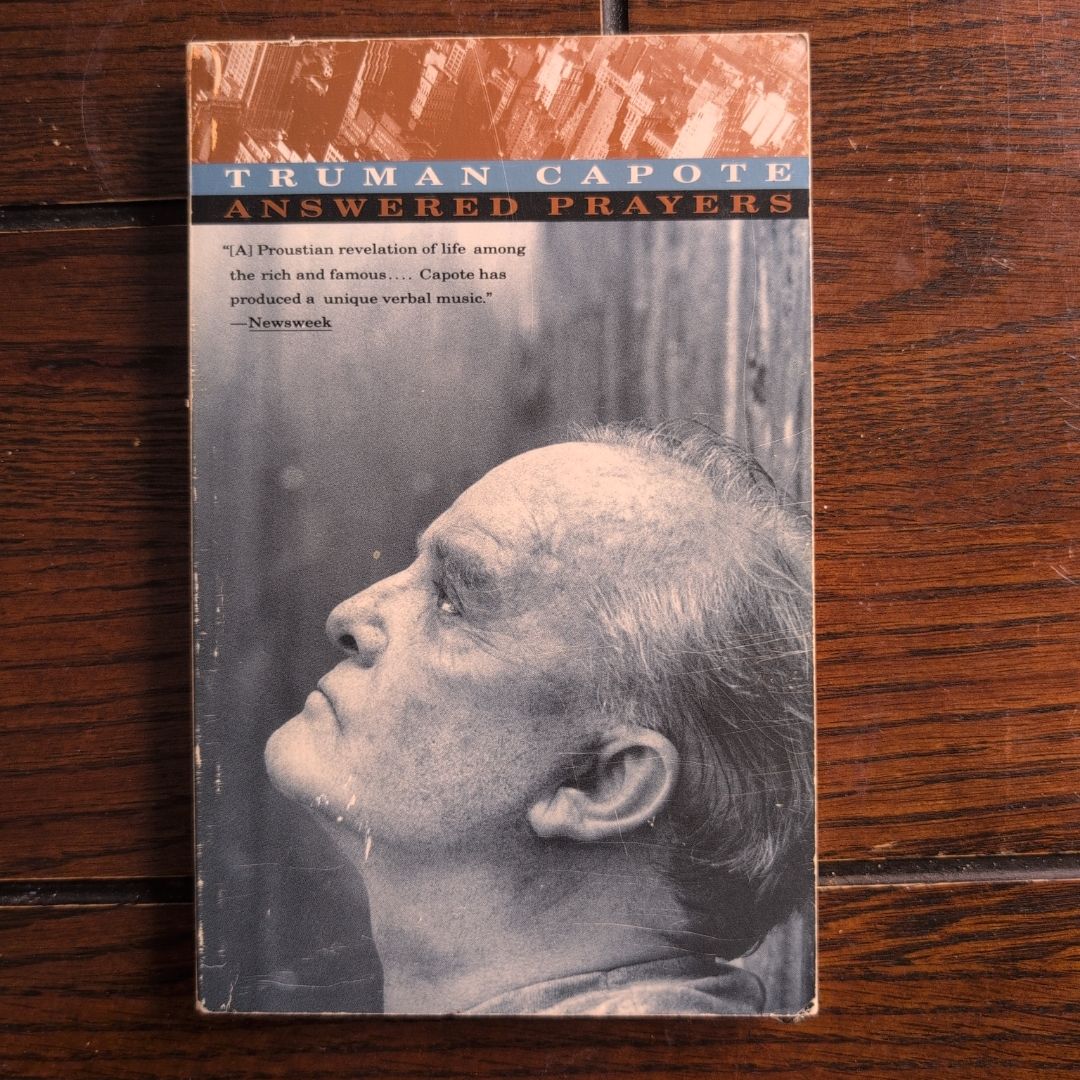 TRUMAN CAPOTE
ANSWERED PRAYERS
“[A] Proustian revelation of life among
the rich and famous.... Capote has
produced a unique verbal music.”
—Newsweek